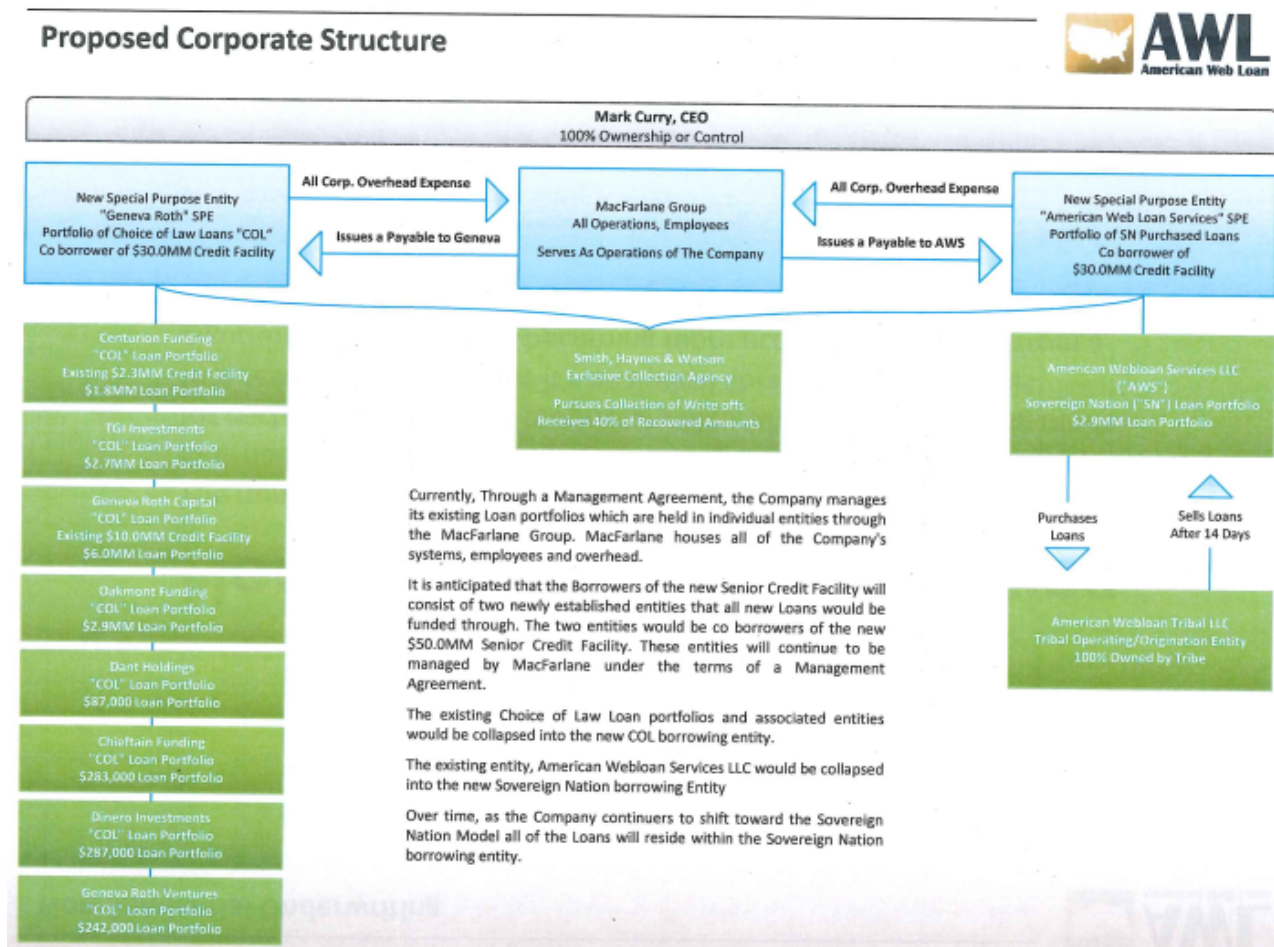 Proposed Corporate Structure
AWL
American Web Loan
Mark Curry, CEO
100% Ownership or Control
New Special Purpose Entity
"Geneva Roth" SPE
Portfolio of Choice of Law Loans "COL"
Co borrower of $30.0MM Credit Facility
All Corp. Overhead Expense
Issues a Payable to Geneva
MacFarlane Group
All Operations, Employees
Serves As Operations of The Company
All Corp. Overhead Expense
Issues a Payable to AWS
New Special Purpose Entity
"American Web Loan Services" SPE
Portfolio of SN Purchased Loans
Co borrower of
$30.0MM Credit Facility
Centurion Funding
"COL" Loan Portfolio
Existing $2.3MM Credit Facility
$1.8MM Loan Portfolio
TGI Investments
"COL" Loan Portfolio
$2.7MM Loan Portfolio
Geneva Roth Capital
"COL" Loan Portfolio
Existing $10.0MM Credit Facility
$6.0MM Loan Portfolio
Oakmont Funding
"COL" Loan Portfolio
$2.9MM Loan Portfolio
Dant Holdings
"COL" Loan Portfolio
$87,000 Loan Portfolio
Chieftain Funding
"COL" Loan Portfolio
$283,000 Loan Portfolio
Dinero Investments
"COL" Loan Portfolio
$287,000 Loan Portfolio
Geneva Roth Ventures
"COL" Loan Portfolio
$242,000 Loan Portfolio
Smith, Haynes & Watson
Exclusive Collection Agency
Pursues Collection of Write offs
Receives 40% of Recovered Amounts
Currently, Through a Management Agreement, the Company manages
its existing Loan portfolios which are held in individual entities through
the MacFarlane Group. MacFarlane houses all of the Company's
systems, employees and overhead.
It is anticipated that the Borrowers of the new Senior Credit Facility will
consist of two newly established entities that all new Loans would be
funded through. The two entities would be co borrowers of the new
$50.0MM Senior Credit Facility. These entities will continue to be
managed by MacFarlane under the terms of a Management
Agreement.
The existing Choice of Law Loan portfolios and associated entities
would be collapsed into the new COL borrowing entity.
The existing entity, American Webloan Services LLC would be collapsed
into the new Sovereign Nation borrowing Entity
Over time, as the Company continuers to shift toward the Sovereign
Nation Model all of the Loans will reside within the Sovereign Nation
borrowing entity.
American Webloan Services LLC
("AWS")
Sovereign Nation ("SN") Loan Portfolio
$2.9MM Loan Portfolio
Purchases
Loans
Sells Loans
After 14 Days
American Webloan Tribal LLC
Tribal Operating/Origination Entity
100% Owned by Tribe